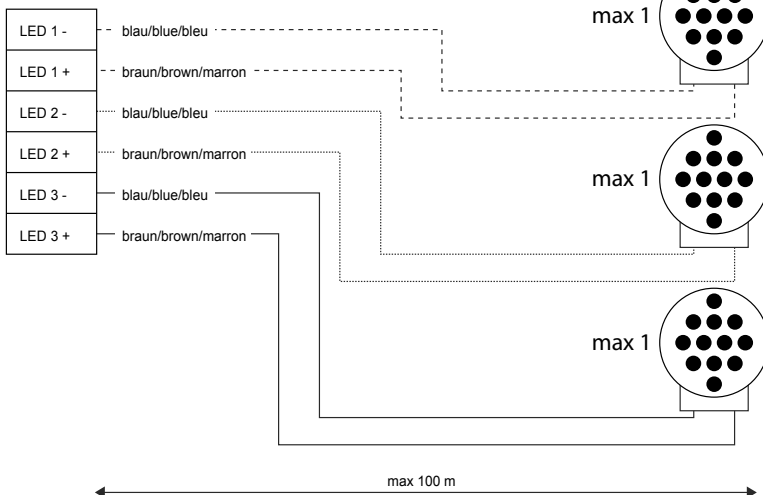 max 1
LED 1 - blau/blue/bleu
LED 1 + braun/brown/marron
LED 2 - blau/blue/bleu
LED 2 + braun/brown/marron
max 1
LED 3 - blau/blue/bleu
LED 3 + braun/brown/marron
max 1
max 100 m